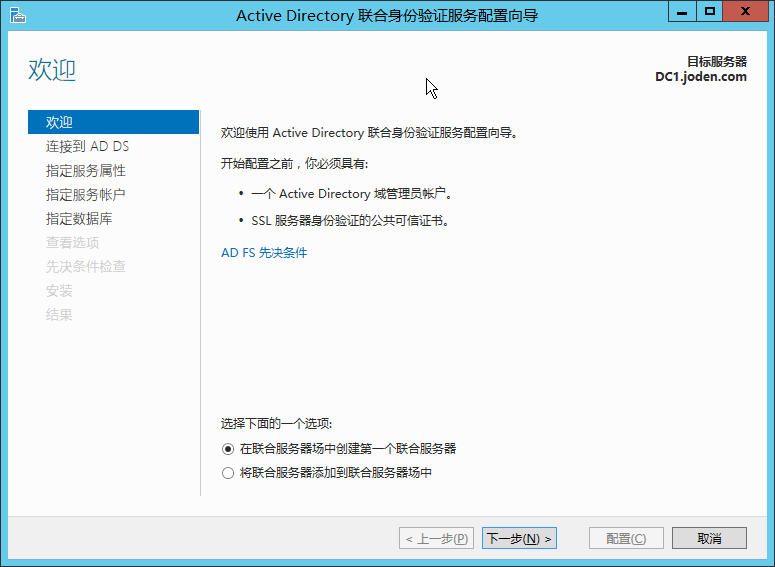 Active Directory 联合身份验证服务配置向导
欢迎
目标服务器
DC1.joden.com
欢迎
连接到 AD DS
指定服务属性
指定服务帐户
指定数据库
查看选项
先决条件检查
安装
结果
欢迎使用 Active Directory 联合身份验证服务配置向导。
开始配置之前，你必须具有:
• 一个 Active Directory 域管理员帐户。
• SSL 服务器身份验证的公共可信证书。
AD FS 先决条件
选择下面的一个选项:
在联合服务器场中创建第一个联合服务器
将联合服务器添加到联合服务器场中
< 上一步(P) 下一步(N) > 配置(C) 取消